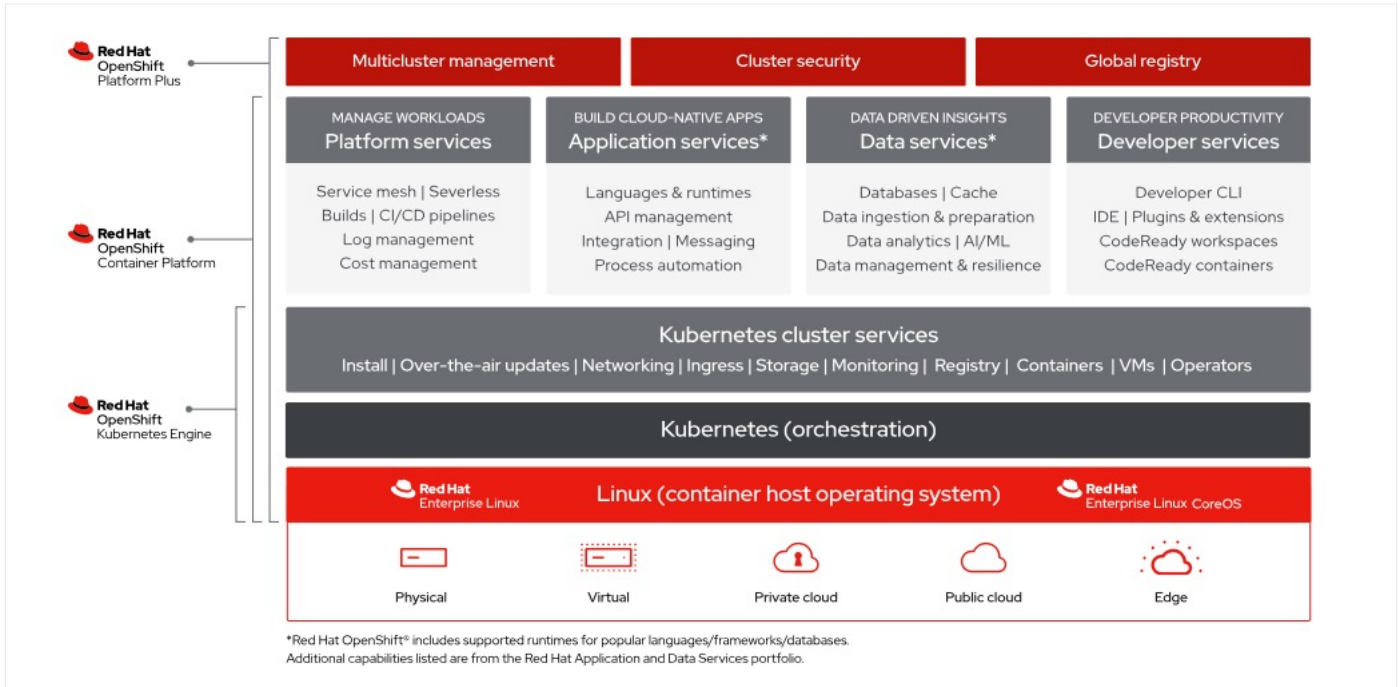 Red Hat
OpenShift
Platform Plus
Multicluster management
Cluster security
Global registry
Red Hat
OpenShift
Container Platform
MANAGE WORKLOADS
Platform services
Service mesh | Severless
Builds | CI/CD pipelines
Log management
Cost management
BUILD CLOUD-NATIVE APPS
Application services*
Languages & runtimes
API management
Integration | Messaging
Process automation
DATA DRIVEN INSIGHTS
Data services*
Databases | Cache
Data ingestion & preparation
Data analytics | AI/ML
Data management & resilience
DEVELOPER PRODUCTIVITY
Developer services
Developer CLI
IDE | Plugins & extensions
CodeReady workspaces
CodeReady containers
Red Hat
OpenShift
Kubernetes Engine
Kubernetes cluster services
Install | Over-the-air updates | Networking | Ingress | Storage | Monitoring | Registry | Containers | VMs | Operators
Kubernetes (orchestration)
Red Hat
Enterprise Linux
Linux (container host operating system)
Red Hat
Enterprise Linux CoreOS
Physical
Virtual
Private cloud
Public cloud
Edge
*Red Hat OpenShift® includes supported runtimes for popular languages/frameworks/databases.
Additional capabilities listed are from the Red Hat Application and Data Services portfolio.